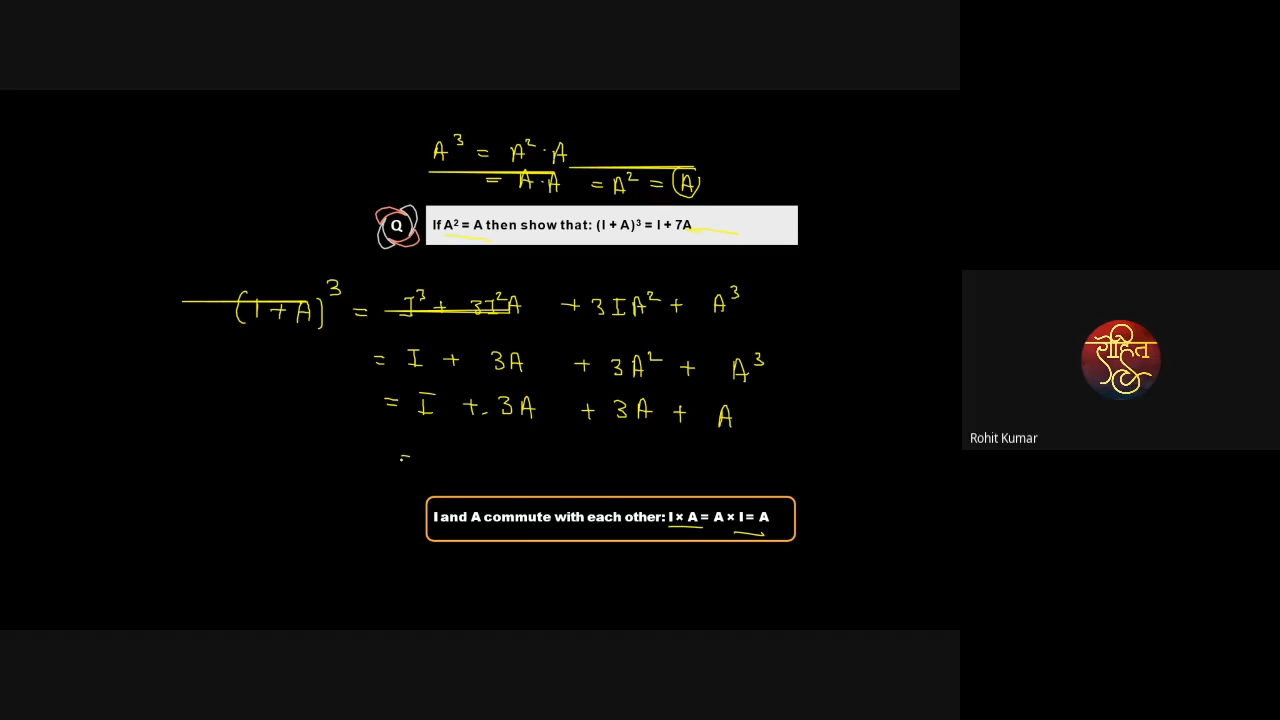 A³ = A² · A
= A·A = A² = A
Q If A² = A then show that: (I + A)³ = I + 7A
(I + A)³ = I³ + 3I²A + 3IA² + A³
= I + 3A + 3A² + A³
= I + 3A + 3A + A
=
I and A commute with each other: I × A = A × I = A
रोहित
Rohit Kumar